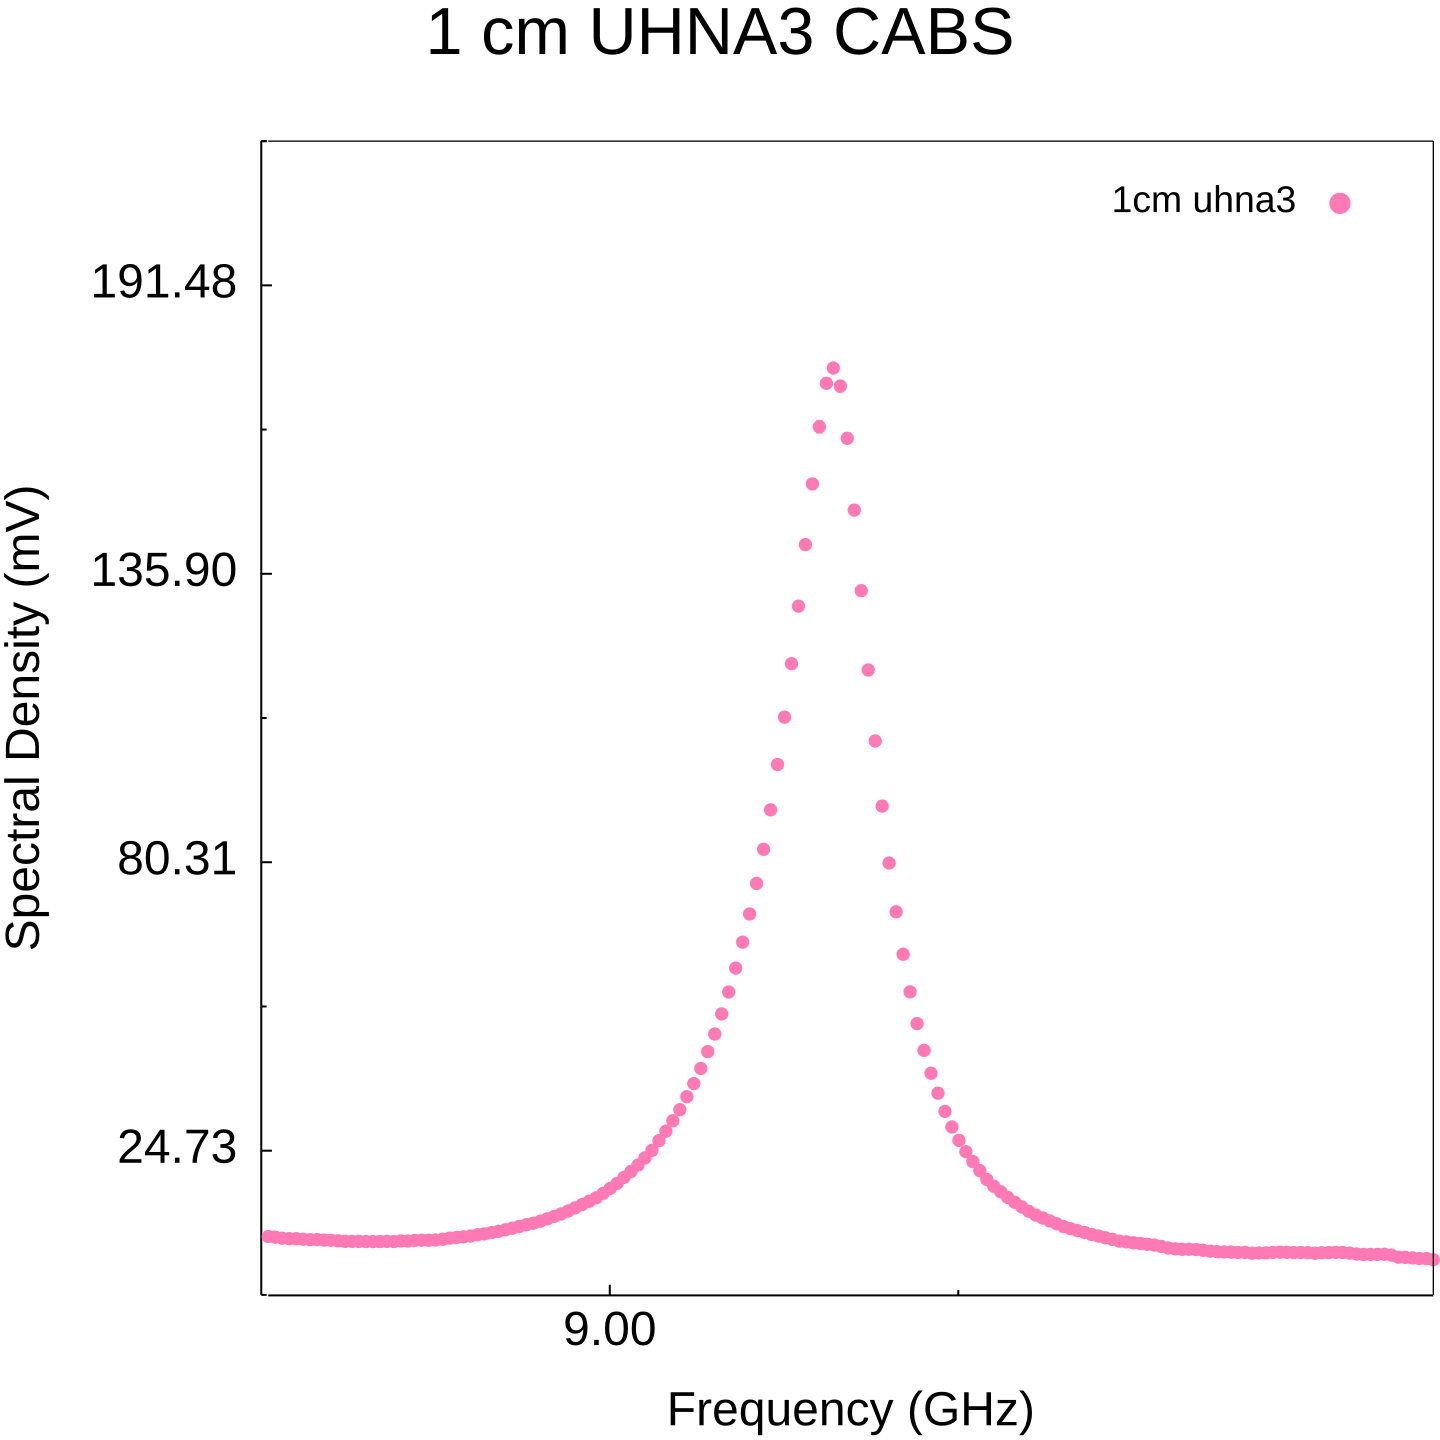 1 cm UHNA3 CABS
1cm uhna3
191.48
135.90
80.31
24.73
Spectral Density (mV)
9.00
Frequency (GHz)